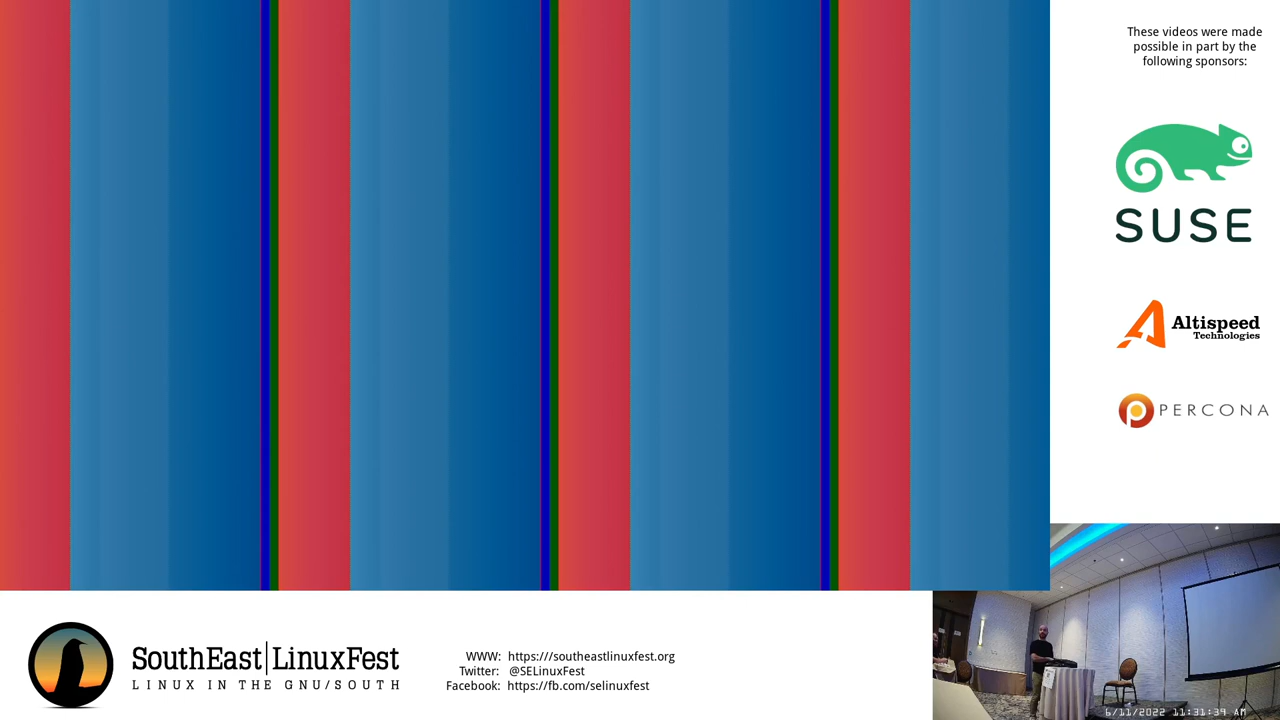 These videos were made
possible in part by the
following sponsors:
SUSE
Altispeed
Technologies
PERCONA
SouthEast LinuxFest
LINUX IN THE GNU/SOUTH
WWW: https:///southeastlinuxfest.org
Twitter: @SELinuxFest
Facebook: https://fb.com/selinuxfest
6/11/2022 11:31:39 AM